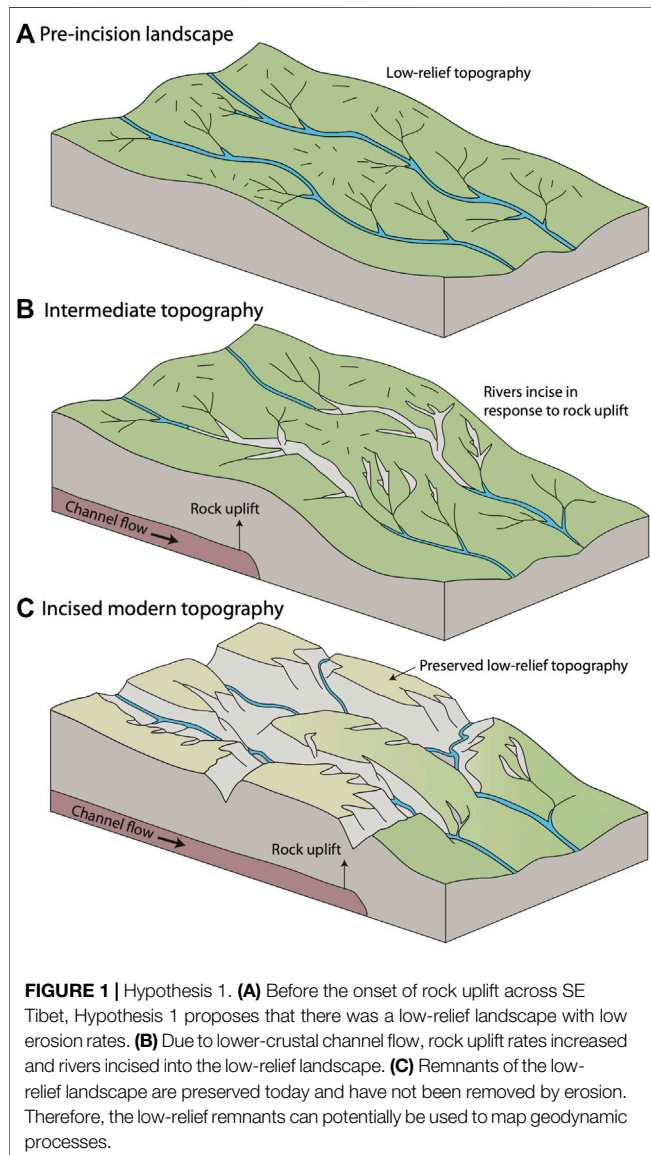 A Pre-incision landscape
Low-relief topography
B Intermediate topography
Rivers incise in
response to rock uplift
Rock uplift
Channel flow
C Incised modern topography
Preserved low-relief topography
Channel flow
Rock uplift
FIGURE 1 | Hypothesis 1. (A) Before the onset of rock uplift across SE
Tibet, Hypothesis 1 proposes that there was a low-relief landscape with low
erosion rates. (B) Due to lower-crustal channel flow, rock uplift rates increased
and rivers incised into the low-relief landscape. (C) Remnants of the low-
relief landscape are preserved today and have not been removed by erosion.
Therefore, the low-relief remnants can potentially be used to map geodynamic
processes.